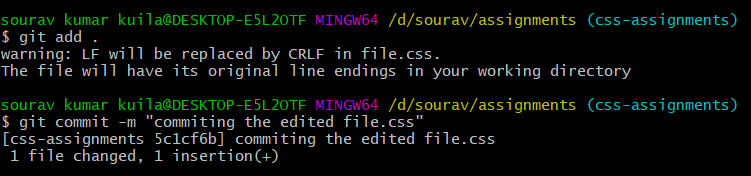 sourav kumar kuila@DESKTOP-E5L2OTF MINGW64 /d/sourav/assignments (css-assignments)
$ git add .
warning: LF will be replaced by CRLF in file.css.
The file will have its original line endings in your working directory
sourav kumar kuila@DESKTOP-E5L2OTF MINGW64 /d/sourav/assignments (css-assignments)
$ git commit -m "commiting the edited file.css"
[css-assignments 5c1cf6b] commiting the edited file.css
 1 file changed, 1 insertion(+)